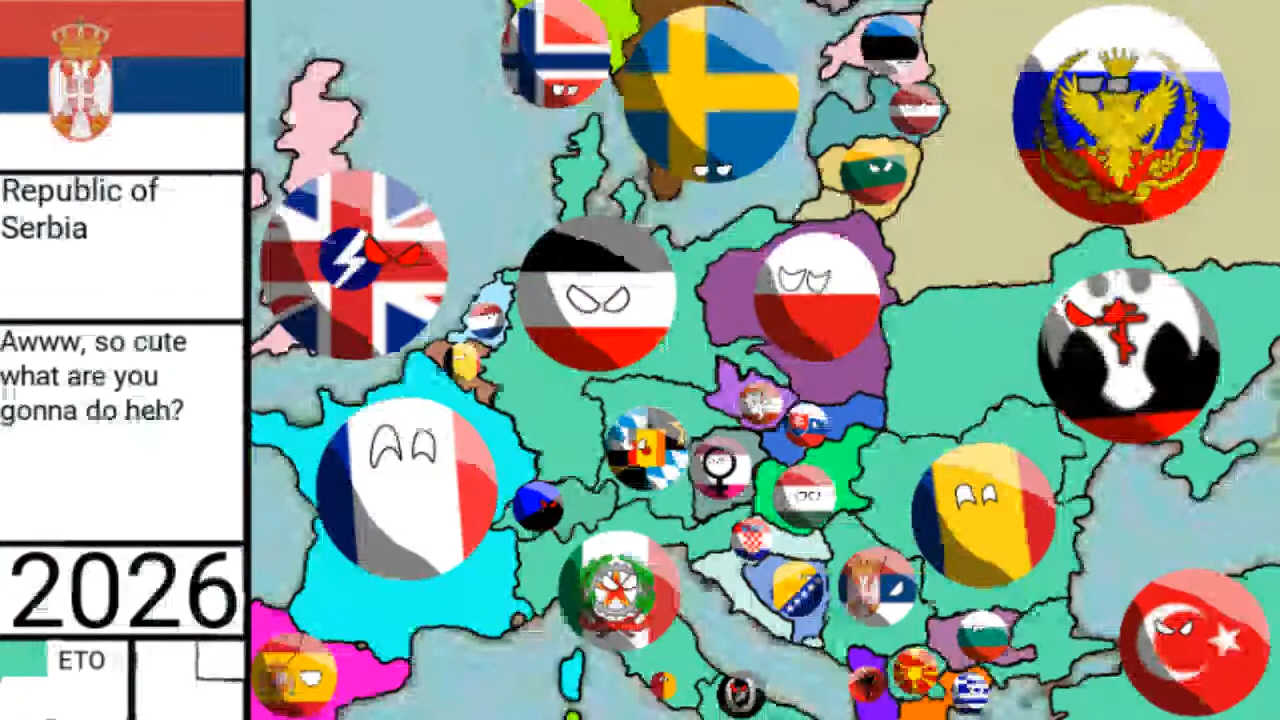 Republic of
Serbia
Awww, so cute
what are you
gonna do heh?
2026
ETO